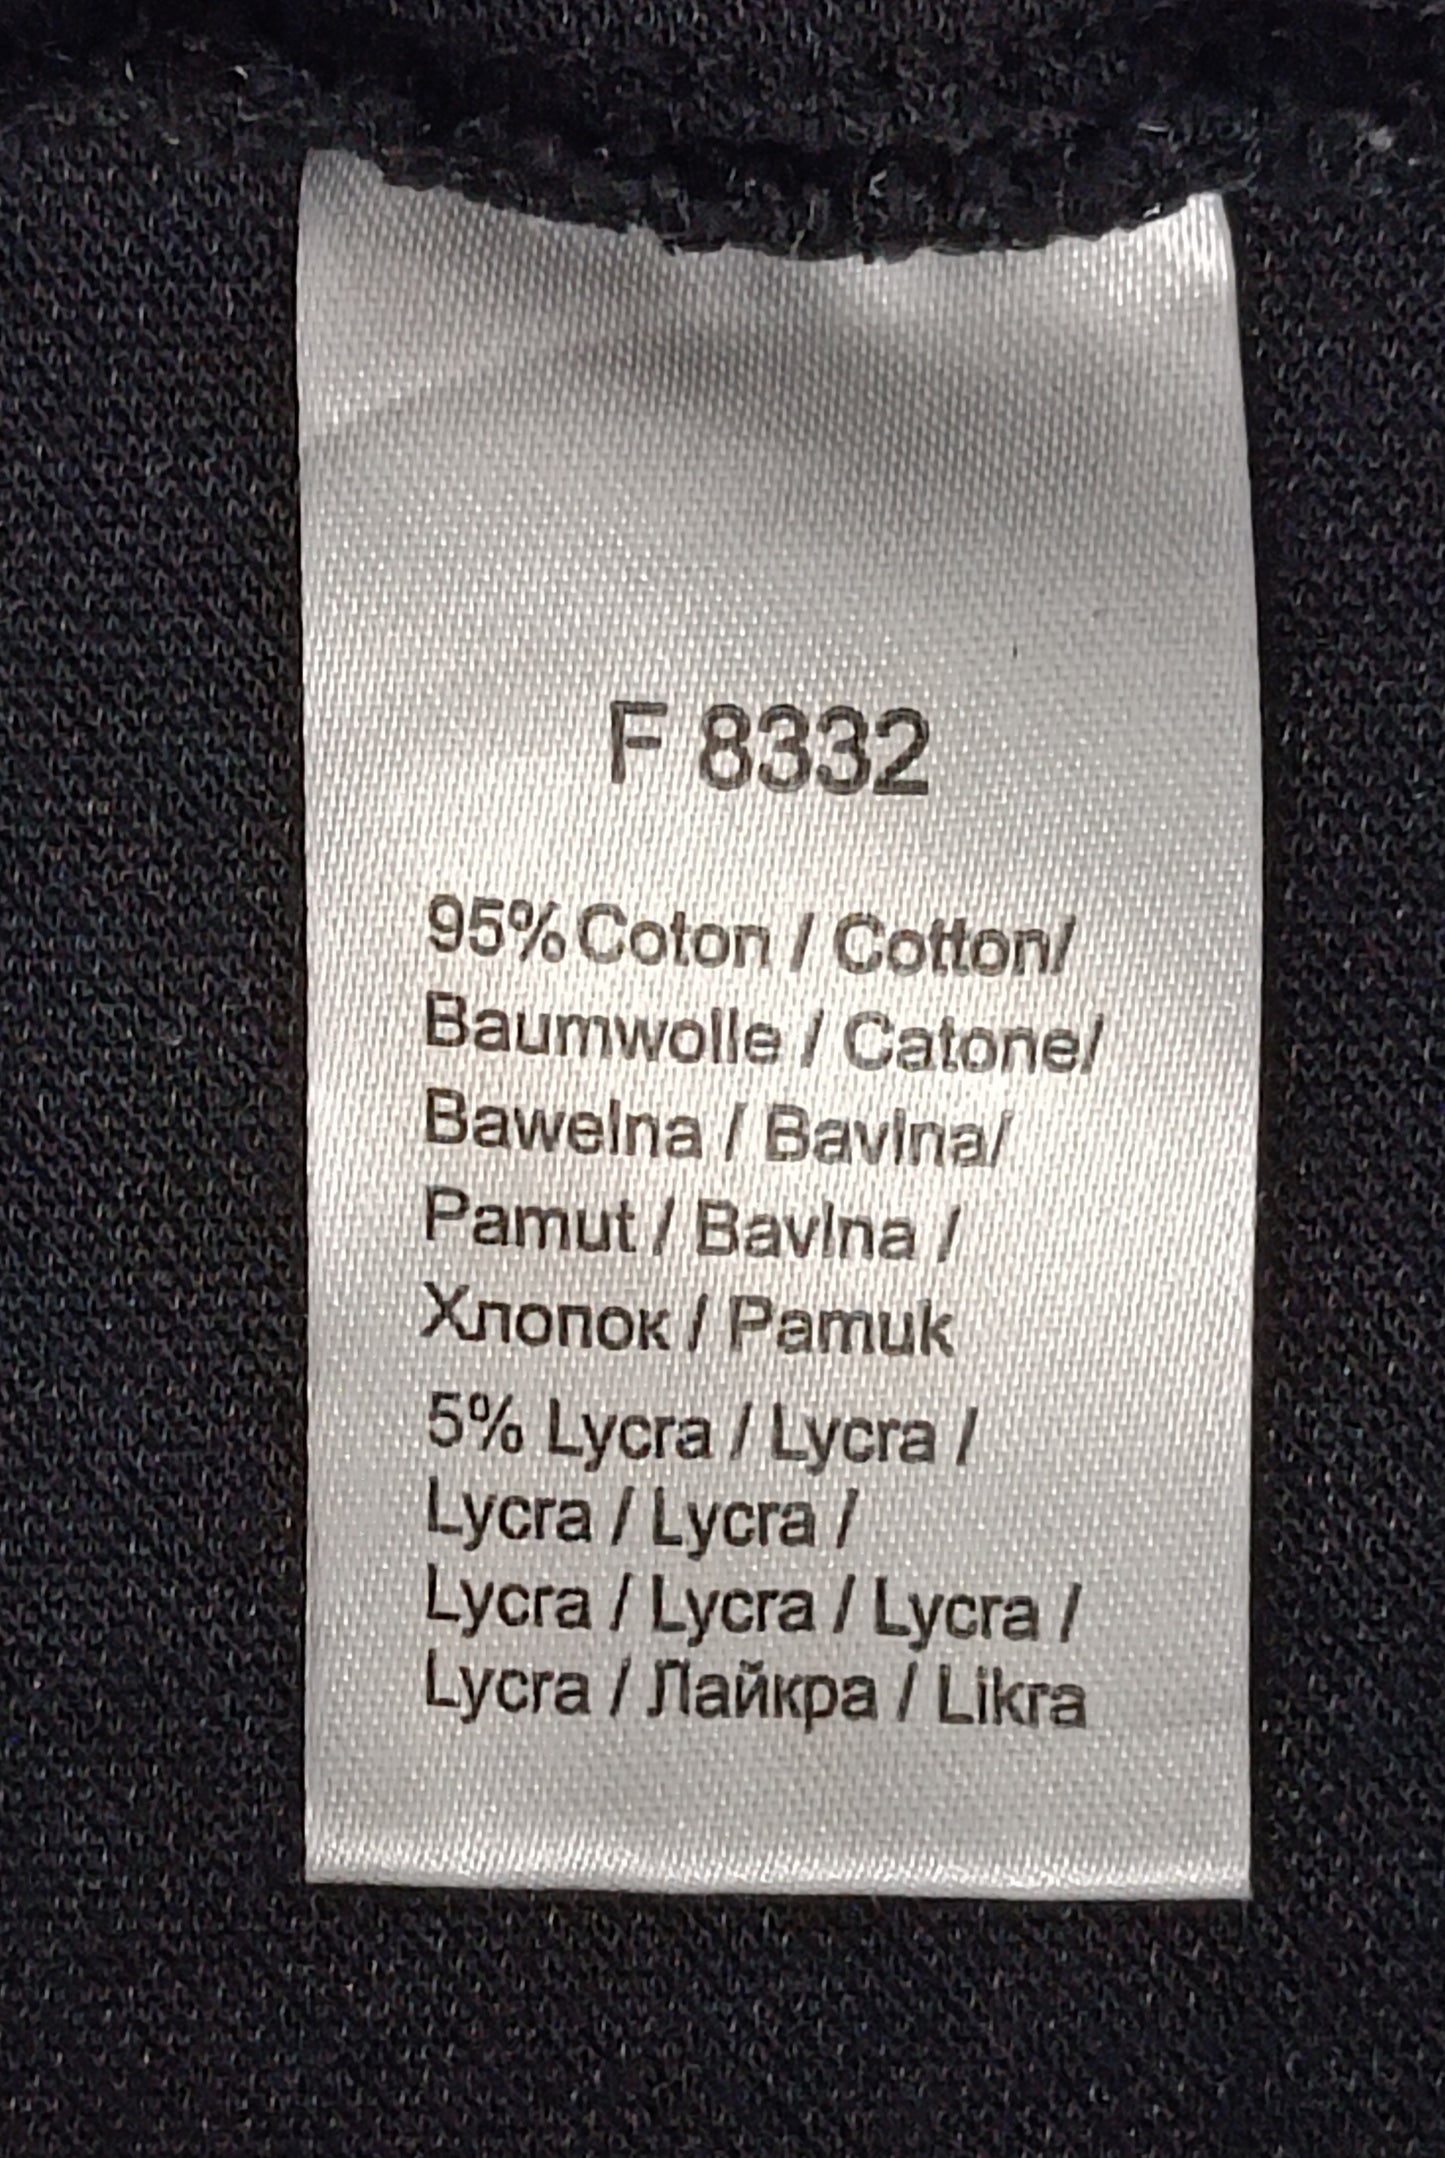 F 8332
95% Coton / Cotton/
Baumwolle / Catone/
Bawelna / Bavlna/
Pamut / Bavlna /
Хлопок / Pamuk
5% Lycra / Lycra /
Lycra / Lycra /
Lycra / Lycra / Lycra /
Lycra / Лайкра / Likra